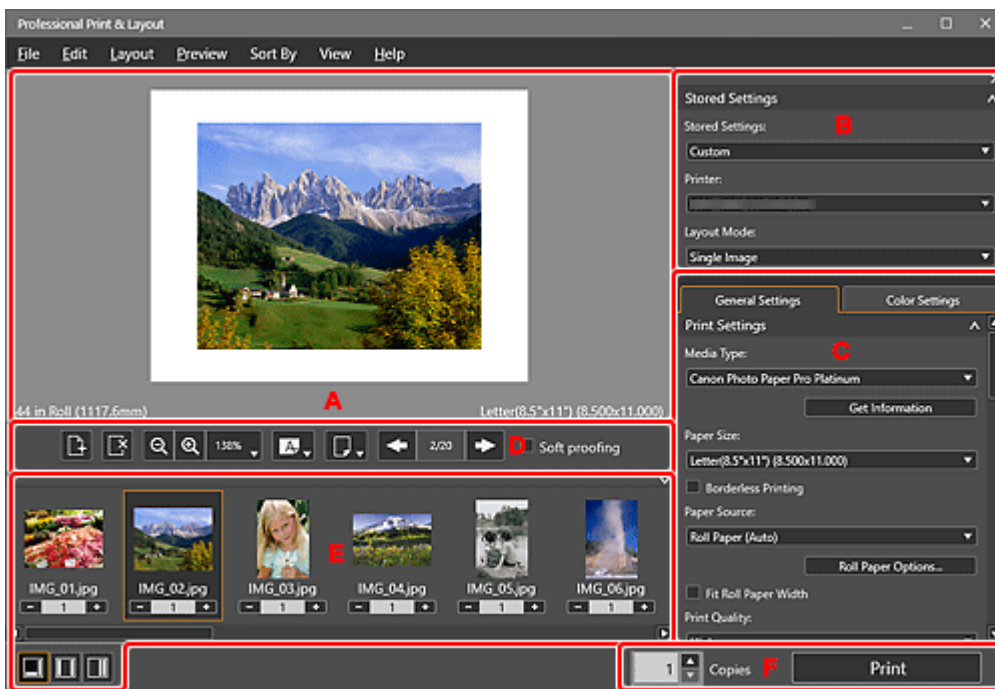 Professional Print & Layout
File Edit Layout Preview Sort By View Help
44 in Roll (1117.6mm)
Letter(8.5"x11") (8.500x11.000)
A
Stored Settings
B
Stored Settings:
Custom
Printer:
Layout Mode:
Single Image
General Settings Color Settings
Print Settings
C
Media Type:
Canon Photo Paper Pro Platinum
Get Information
Paper Size:
Letter(8.5"x11") (8.500x11.000)
Borderless Printing
Paper Source:
Roll Paper (Auto)
Roll Paper Options...
Fit Roll Paper Width
Print Quality:
138% A 2/20 D Soft proofing
E
IMG_01.jpg IMG_02.jpg IMG_03.jpg IMG_04.jpg IMG_05.jpg IMG_06.jpg
1 1 1 1 1 1
1 Copies F Print